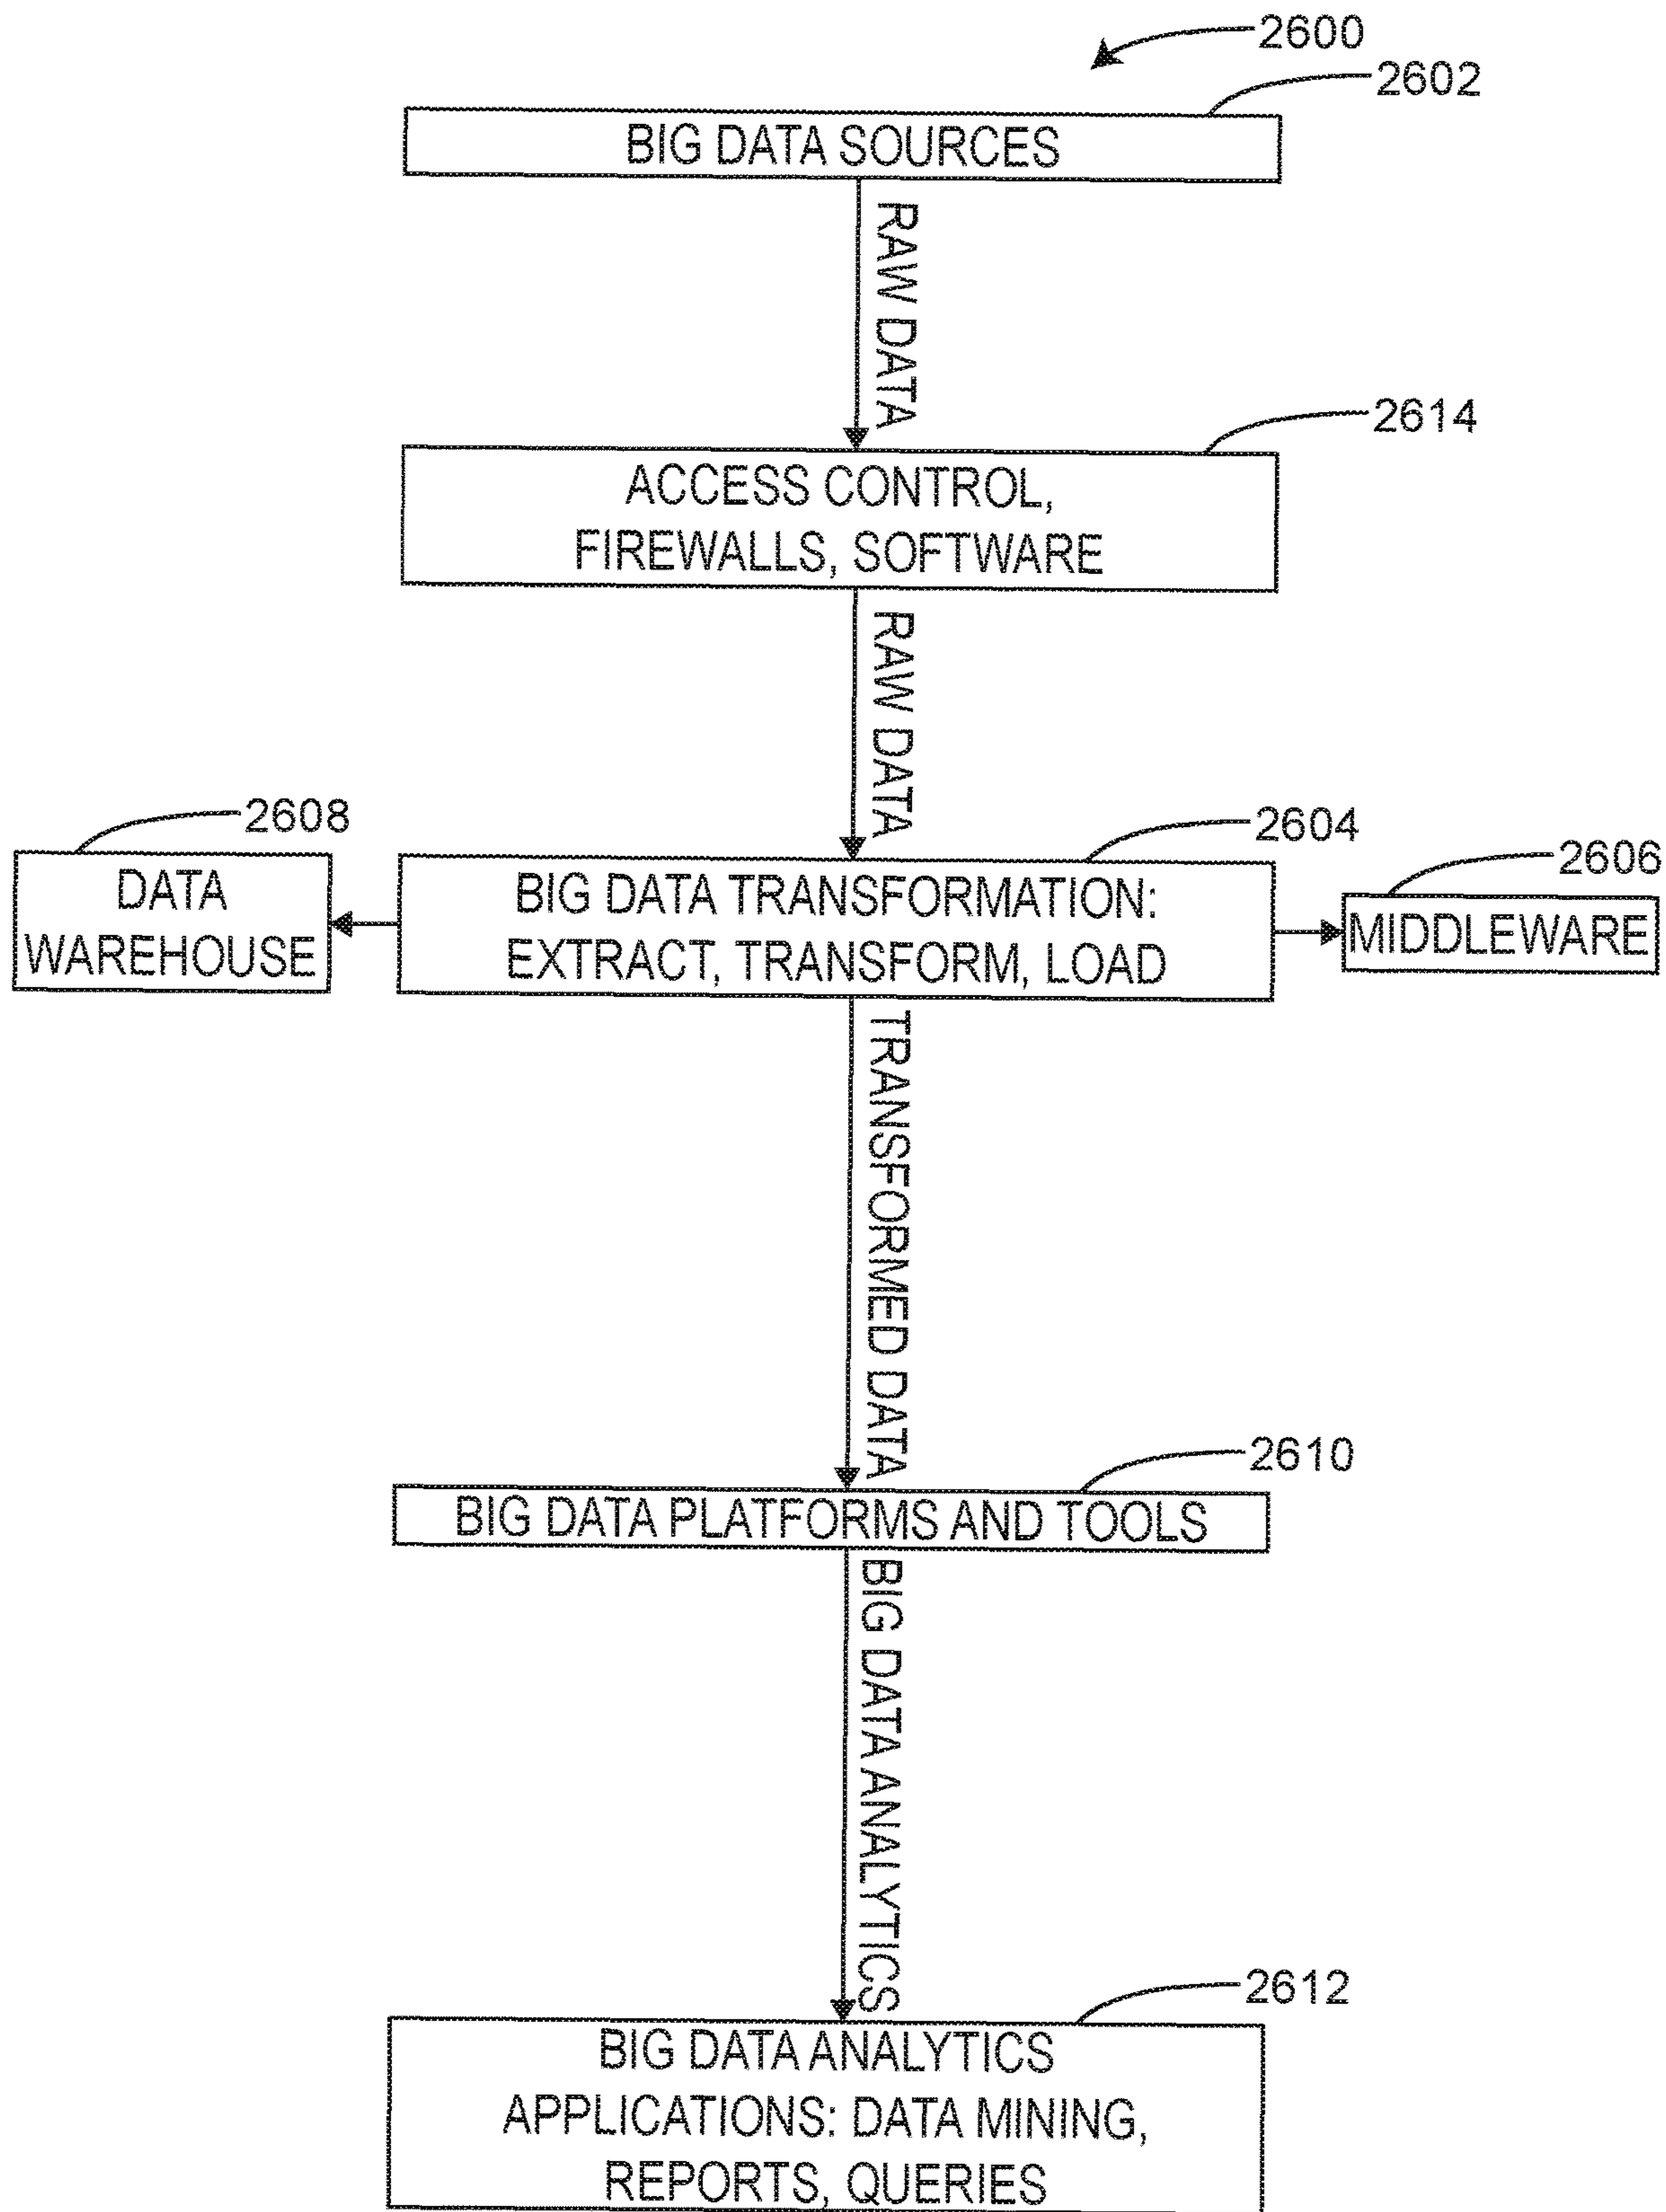 2600
2602
BIG DATA SOURCES
RAW DATA
2614
ACCESS CONTROL,
FIREWALLS, SOFTWARE
RAW DATA
2608
2604
2606
DATA
WAREHOUSE
BIG DATA TRANSFORMATION:
EXTRACT, TRANSFORM, LOAD
MIDDLEWARE
TRANSFORMED DATA
2610
BIG DATA PLATFORMS AND TOOLS
BIG DATA ANALYTICS
2612
BIG DATA ANALYTICS
APPLICATIONS: DATA MINING,
REPORTS, QUERIES